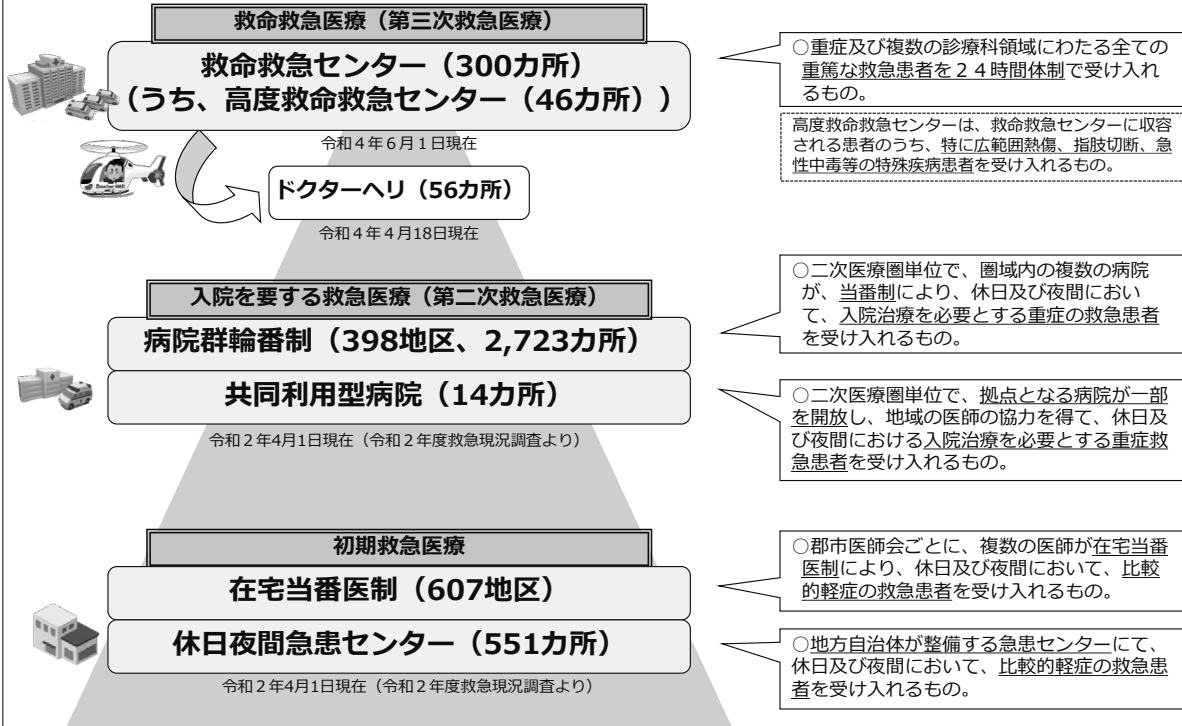 救命救急医療（第三次救急医療）
救命救急センター（300カ所）
（うち、高度救命救急センター（46カ所））
令和４年６月１日現在
○重症及び複数の診療科領域にわたる全ての
重篤な救急患者を２４時間体制で受け入れ
るもの。
高度救命救急センターは、救命救急センターに収容
される患者のうち、特に広範囲熱傷、指肢切断、急
性中毒等の特殊疾病患者を受け入れるもの。
ドクターヘリ（56カ所）
令和４年４月18日現在
入院を要する救急医療（第二次救急医療）
病院群輪番制（398地区、2,723カ所）
○二次医療圏単位で、圏域内の複数の病院
が、当番制により、休日及び夜間におい
て、入院治療を必要とする重症の救急患者
を受け入れるもの。
共同利用型病院（14カ所）
令和２年4月1日現在（令和２年度救急現況調査より）
○二次医療圏単位で、拠点となる病院が一部
を開放し、地域の医師の協力を得て、休日及
び夜間における入院治療を必要とする重症救
急患者を受け入れるもの。
初期救急医療
在宅当番医制（607地区）
○郡市医師会ごとに、複数の医師が在宅当番
医制により、休日及び夜間において、比較
的軽症の救急患者を受け入れるもの。
休日夜間急患センター（551カ所）
令和２年4月1日現在（令和２年度救急現況調査より）
○地方自治体が整備する急患センターにて、
休日及び夜間において、比較的軽症の救急患
者を受け入れるもの。